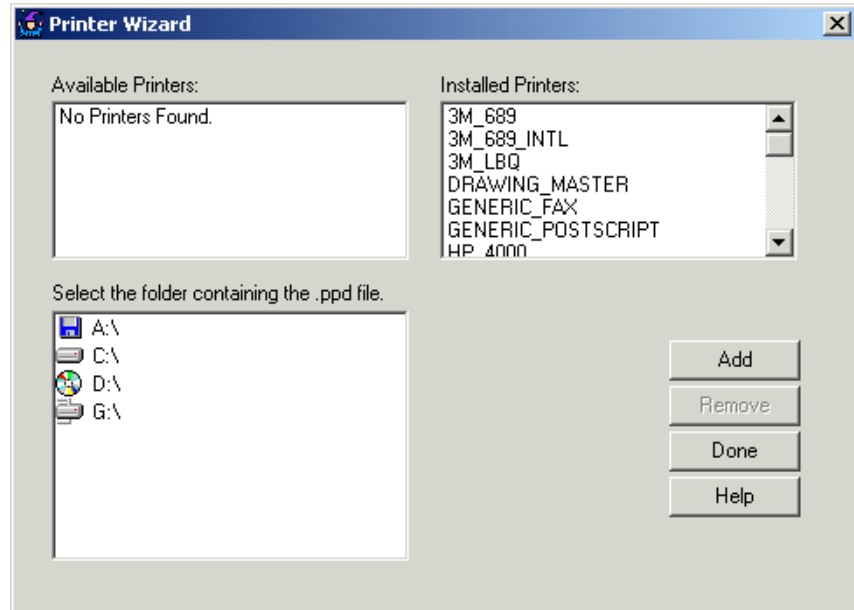 Printer Wizard
Available Printers:
No Printers Found.
Installed Printers:
3M_689
3M_689_INTL
3M_LBQ
DRAWING_MASTER
GENERIC_FAX
GENERIC_POSTSCRIPT
HP_4000
Select the folder containing the .ppd file.
A:\
C:\
D:\
G:\
Add
Remove
Done
Help